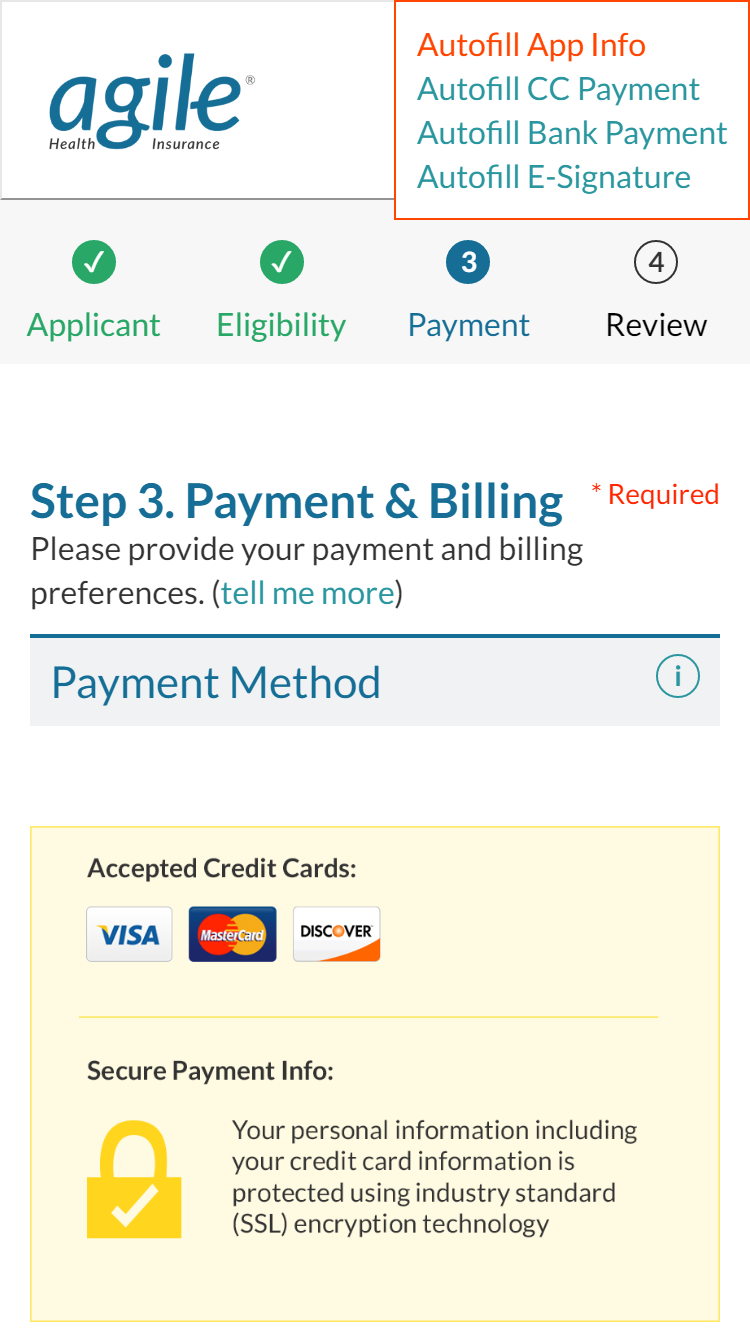 agile®
Health Insurance
Autofill App Info
Autofill CC Payment
Autofill Bank Payment
Autofill E-Signature
3
4
Applicant
Eligibility
Payment
Review
Step 3. Payment & Billing
* Required
Please provide your payment and billing
preferences. (tell me more)
Payment Method
i
Accepted Credit Cards:
VISA
MasterCard
DISCOVER
Secure Payment Info:
Your personal information including
your credit card information is
protected using industry standard
(SSL) encryption technology